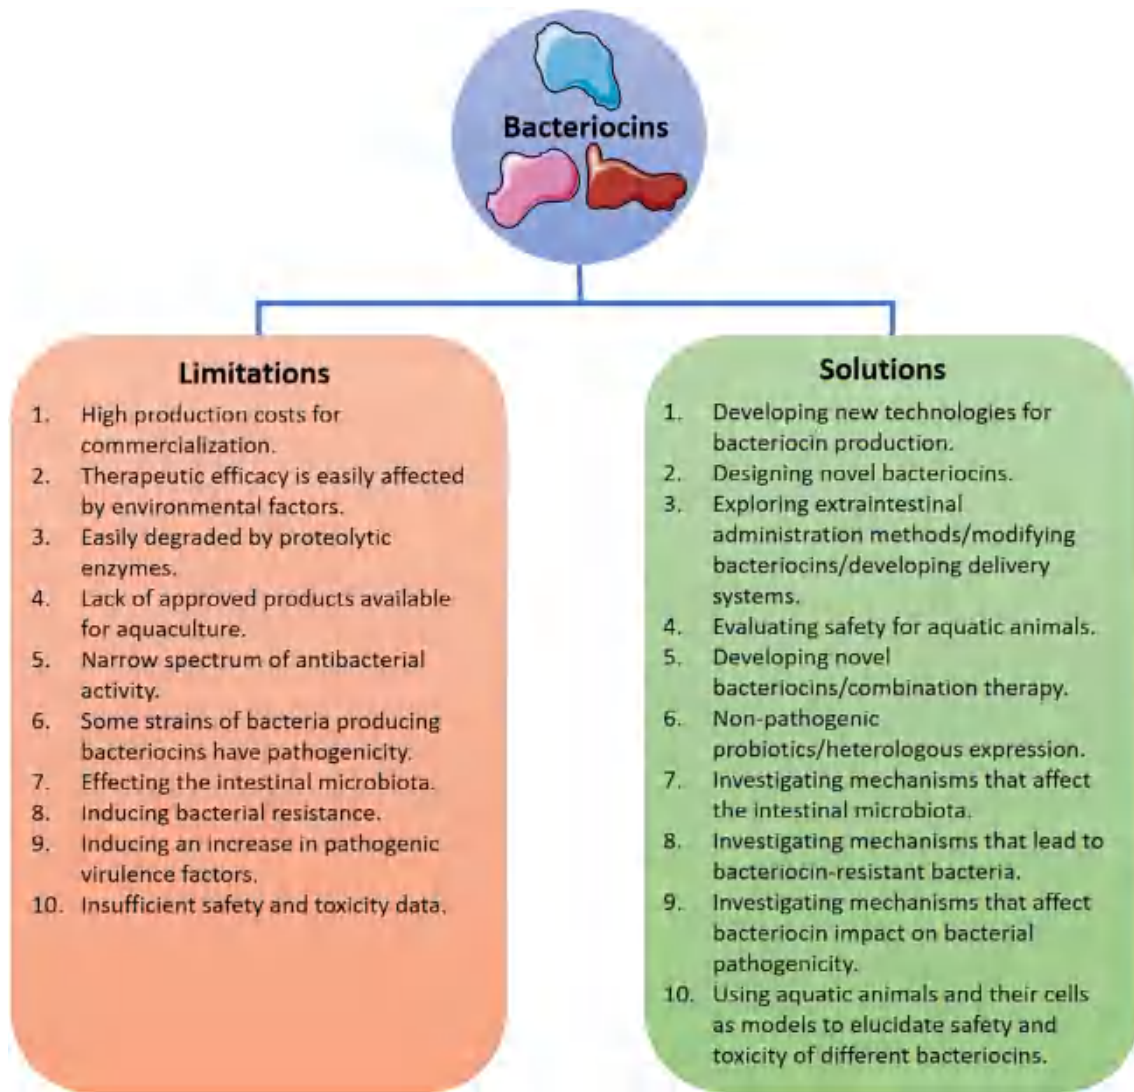 Bacteriocins
Limitations
1. High production costs for
commercialization.
2. Therapeutic efficacy is easily affected
by environmental factors.
3. Easily degraded by proteolytic
enzymes.
4. Lack of approved products available
for aquaculture.
5. Narrow spectrum of antibacterial
activity.
6. Some strains of bacteria producing
bacteriocins have pathogenicity.
7. Effecting the intestinal microbiota.
8. Inducing bacterial resistance.
9. Inducing an increase in pathogenic
virulence factors.
10. Insufficient safety and toxicity data.
Solutions
1. Developing new technologies for
bacteriocin production.
2. Designing novel bacteriocins.
3. Exploring extraintestinal
administration methods/modifying
bacteriocins/developing delivery
systems.
4. Evaluating safety for aquatic animals.
5. Developing novel
bacteriocins/combination therapy.
6. Non-pathogenic
probiotics/heterologous expression.
7. Investigating mechanisms that affect
the intestinal microbiota.
8. Investigating mechanisms that lead to
bacteriocin-resistant bacteria.
9. Investigating mechanisms that affect
bacteriocin impact on bacterial
pathogenicity.
10. Using aquatic animals and their cells
as models to elucidate safety and
toxicity of different bacteriocins.